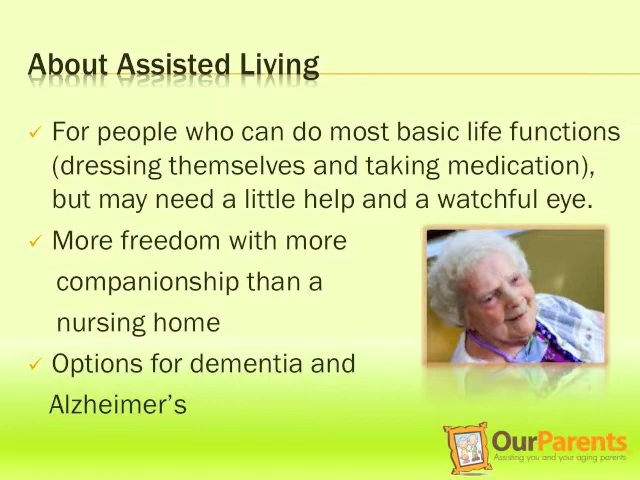 About Assisted Living
For people who can do most basic life functions
(dressing themselves and taking medication),
but may need a little help and a watchful eye.
More freedom with more
companionship than a
nursing home
Options for dementia and
Alzheimer's
OurParents
Assisting you and your aging parents